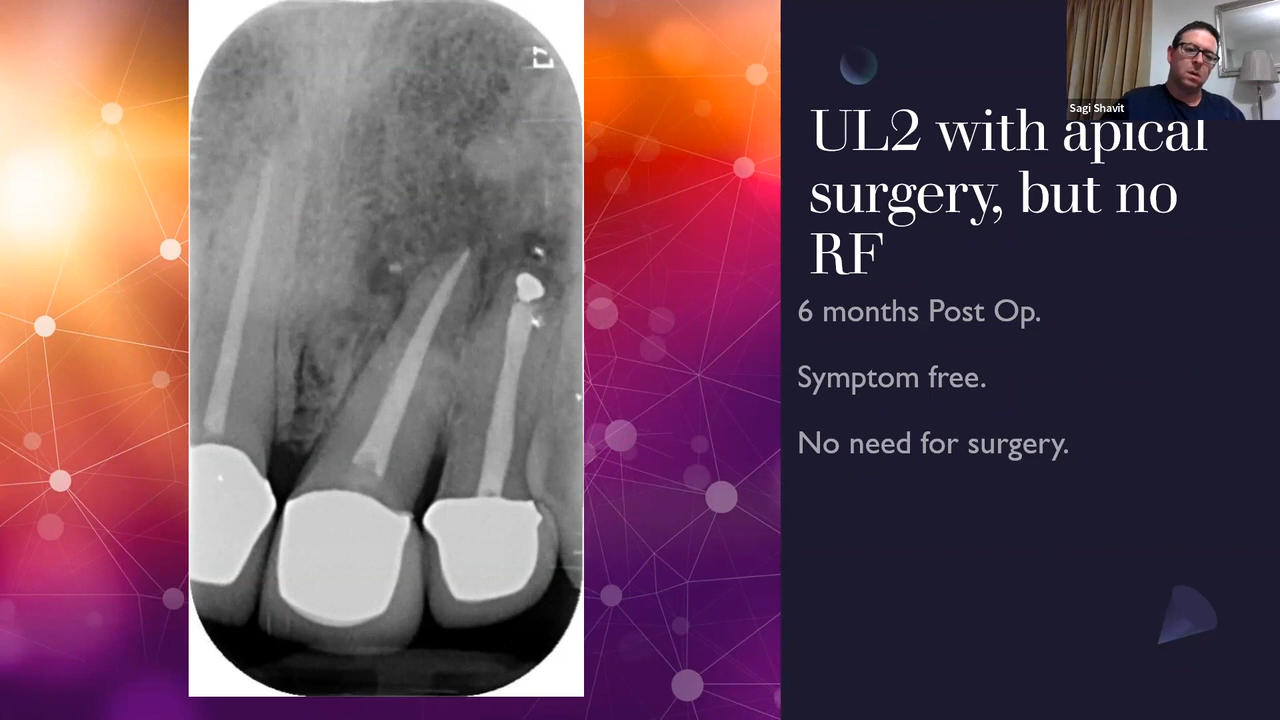 Sagi Shavit
UL2 with apical
surgery, but no
RF
6 months Post Op.
Symptom free.
No need for surgery.